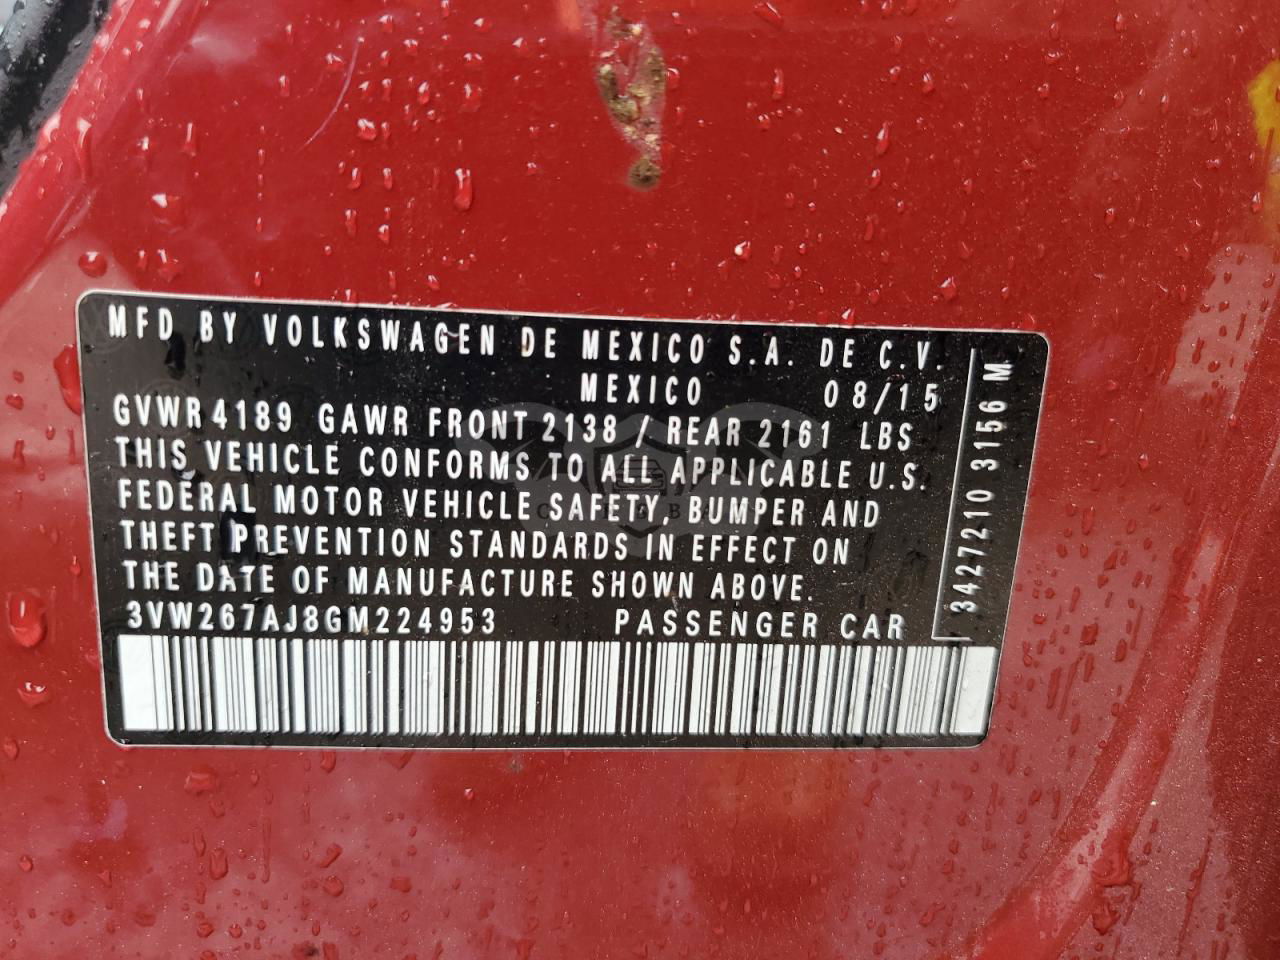 MFD BY VOLKSWAGEN DE MEXICO S.A. DE C.V.
MEXICO 08/15
GVWR 4189 GAWR FRONT 2138 / REAR 2161 LBS
THIS VEHICLE CONFORMS TO ALL APPLICABLE U.S.
FEDERAL MOTOR VEHICLE SAFETY, BUMPER AND
THEFT PREVENTION STANDARDS IN EFFECT ON
THE DATE OF MANUFACTURE SHOWN ABOVE.
3VW267AJ8GM224953 PASSENGER CAR
3427210 3156 M